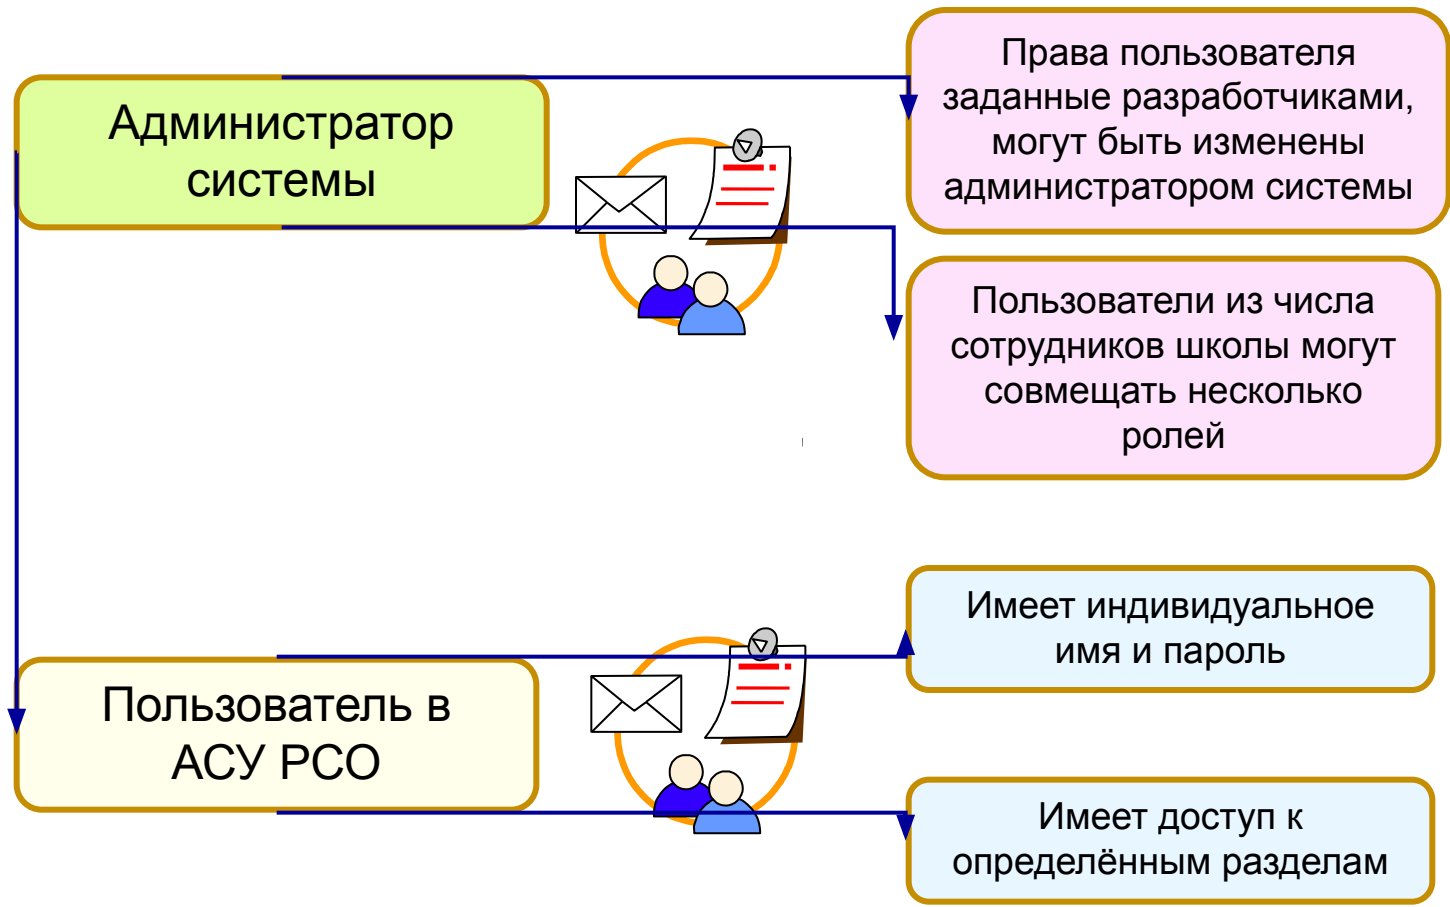 Администратор
системы
Права пользователя
заданные разработчиками,
могут быть изменены
администратором системы
Пользователи из числа
сотрудников школы могут
совмещать несколько
ролей
Пользователь в
АСУ РСО
Имеет индивидуальное
имя и пароль
Имеет доступ к
определённым разделам